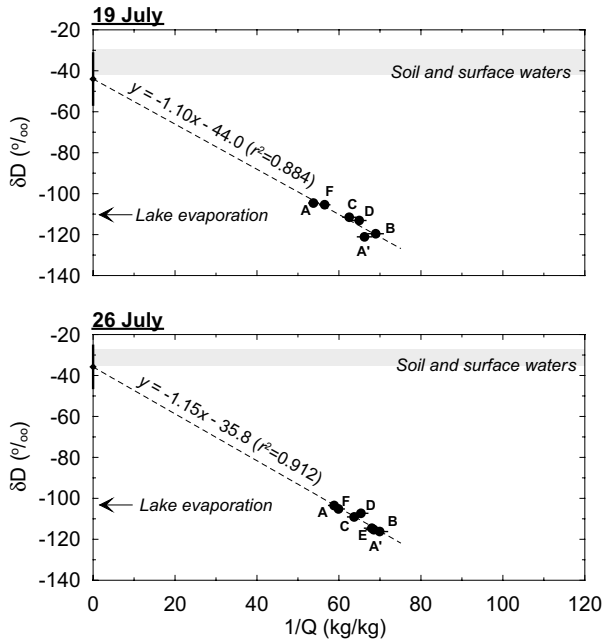 19 July
-20
-40
-60
-80
-100
-120
-140
δD (o/oo)
Soil and surface waters
y = -1.10x - 44.0 (r²=0.884)
Lake evaporation
A
F
C
D
B
A'
26 July
-20
-40
-60
-80
-100
-120
-140
δD (o/oo)
Soil and surface waters
y = -1.15x - 35.8 (r²=0.912)
Lake evaporation
A
F
C
D
E
A'
B
0
20
40
60
80
100
120
1/Q (kg/kg)